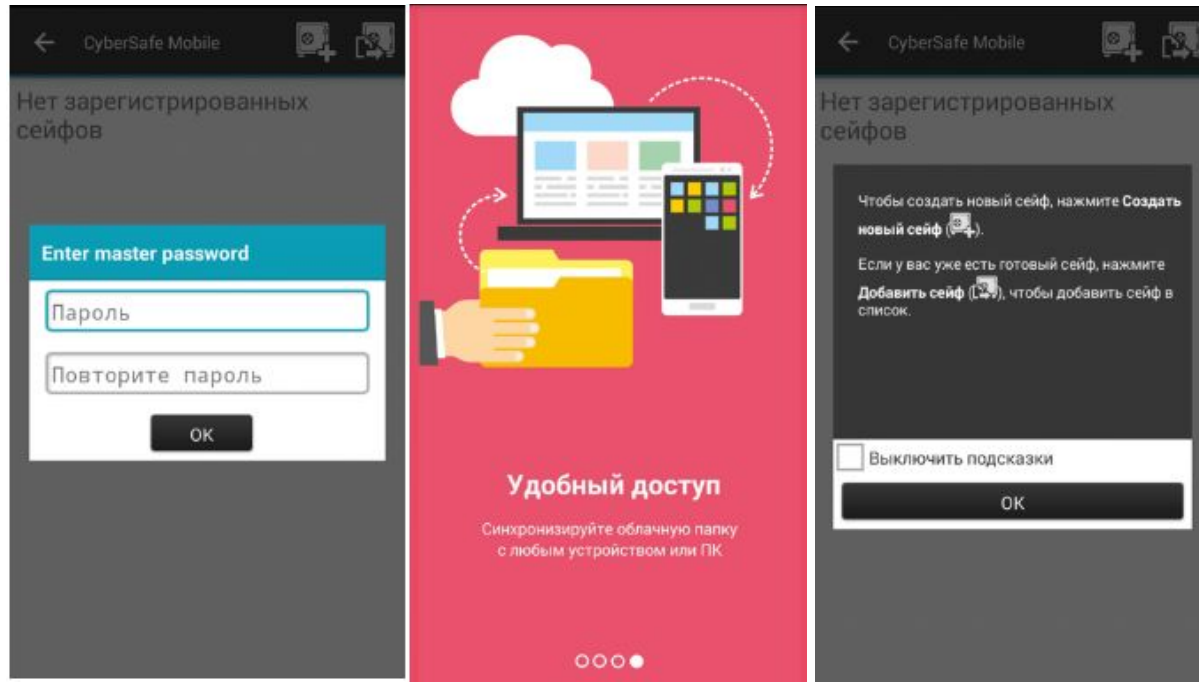 CyberSafe Mobile
Нет зарегистрированных
сейфов
Enter master password
Пароль
Повторите пароль
OK
Удобный доступ
Синхронизируйте облачную папку
с любым устройством или ПК
CyberSafe Mobile
Нет зарегистрированных
сейфов
Чтобы создать новый сейф, нажмите Создать
новый сейф ( ).
Если у вас уже есть готовый сейф, нажмите
Добавить сейф ( ), чтобы добавить сейф в
список.
Выключить подсказки
OK